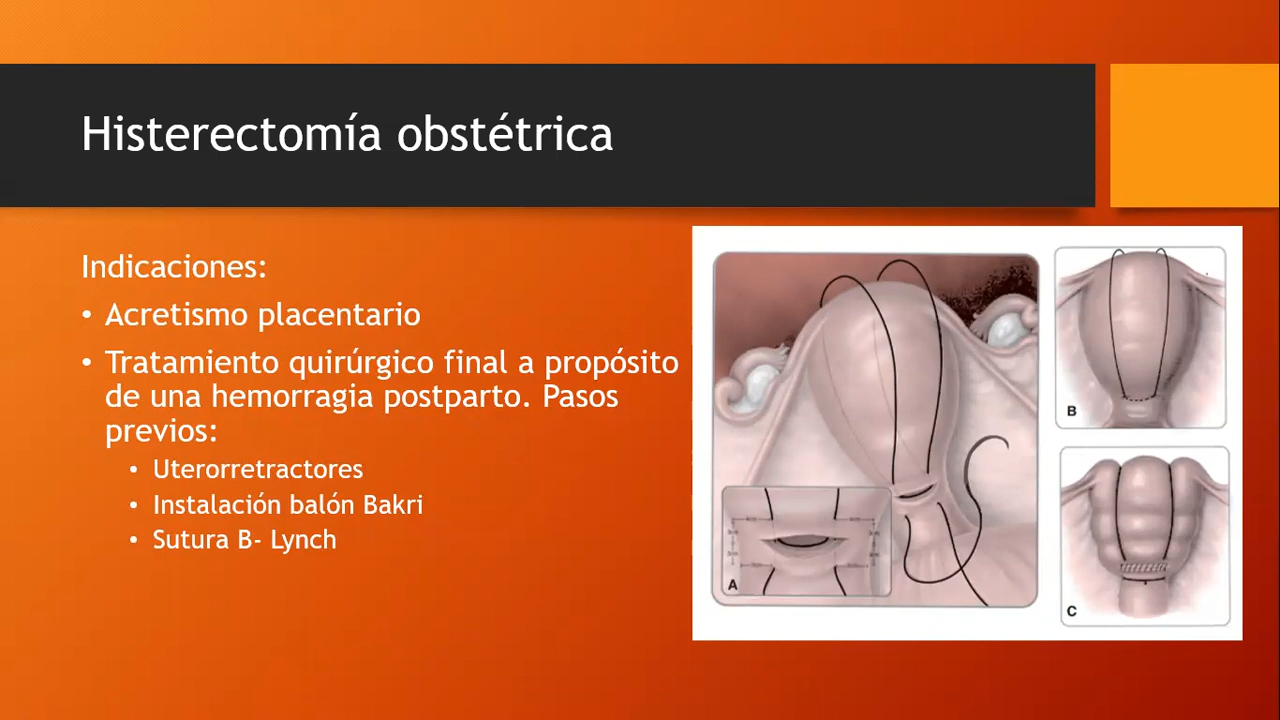 Histerectomía obstétrica
Indicaciones:
• Acretismo placentario
• Tratamiento quirúrgico final a propósito
de una hemorragia postparto. Pasos
previos:
• Uterorretractores
• Instalación balón Bakri
• Sutura B- Lynch
A
B
C